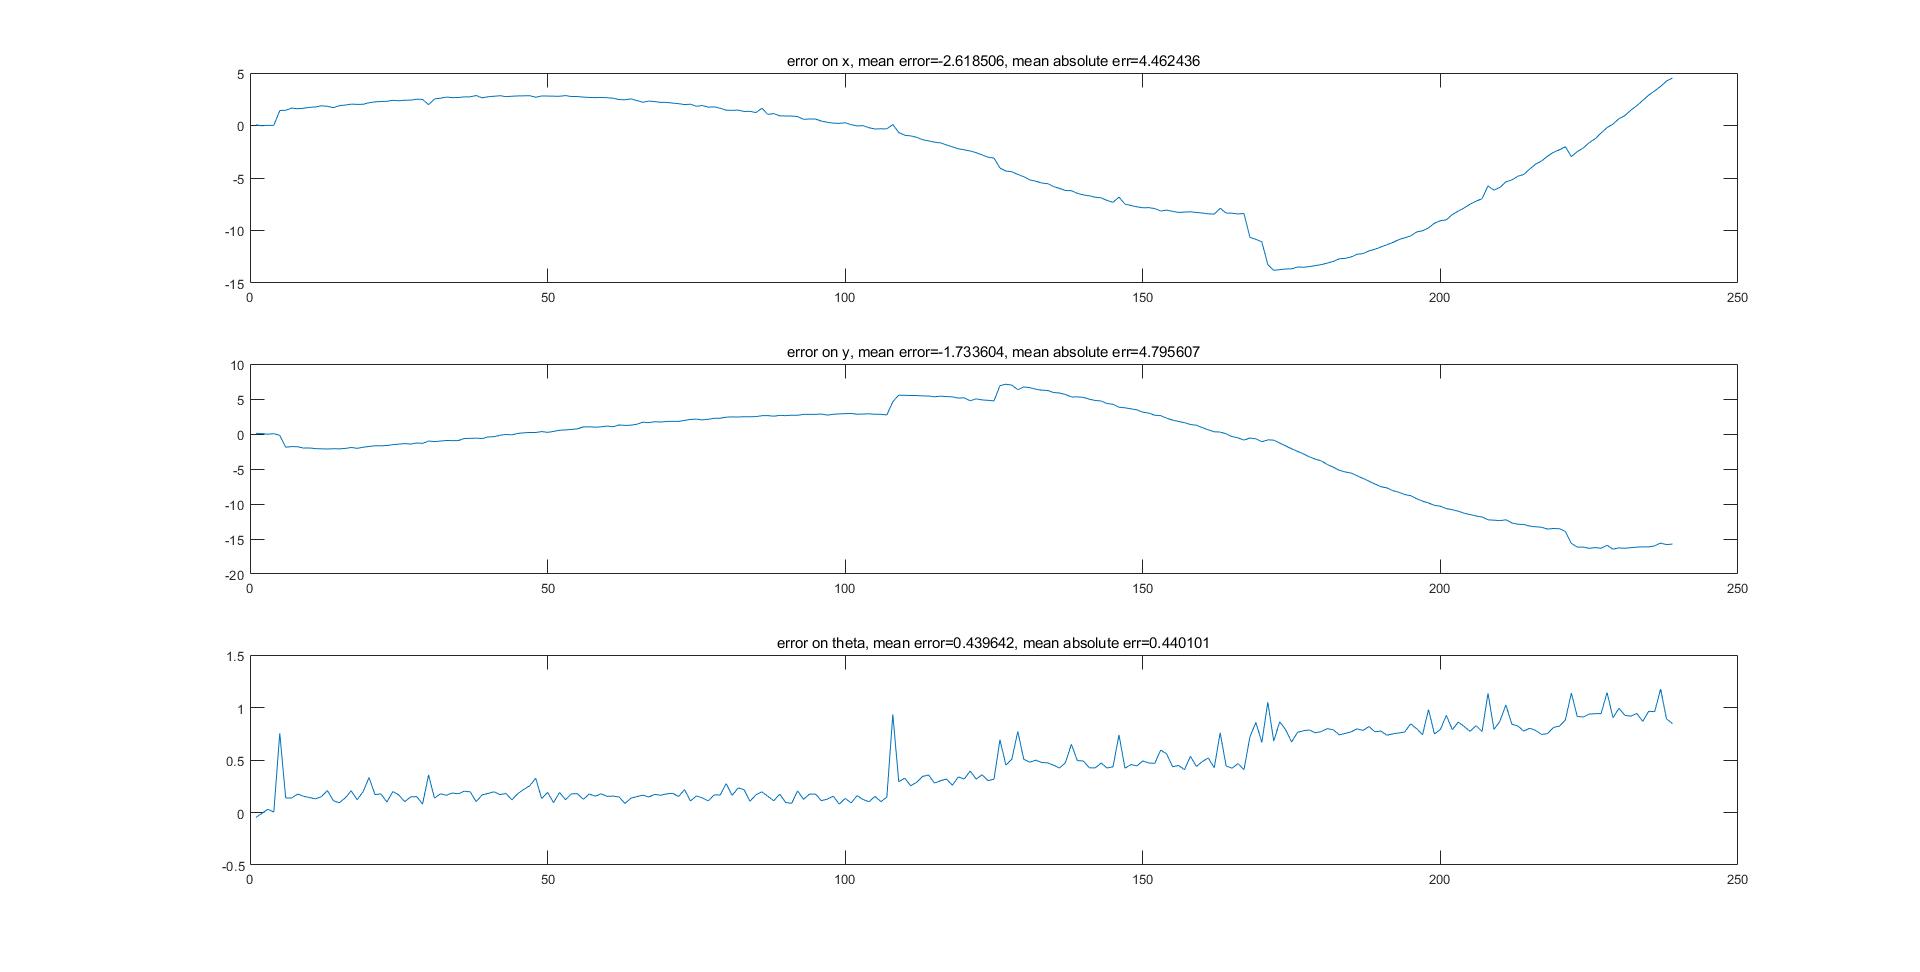 error on x, mean error=-2.618506, mean absolute err=4.462436
5
0
-5
-10
-15
0 50 100 150 200 250
error on y, mean error=-1.733604, mean absolute err=4.795607
10
5
0
-5
-10
-15
-20
0 50 100 150 200 250
error on theta, mean error=0.439642, mean absolute err=0.440101
1.5
1
0.5
0
-0.5
0 50 100 150 200 250